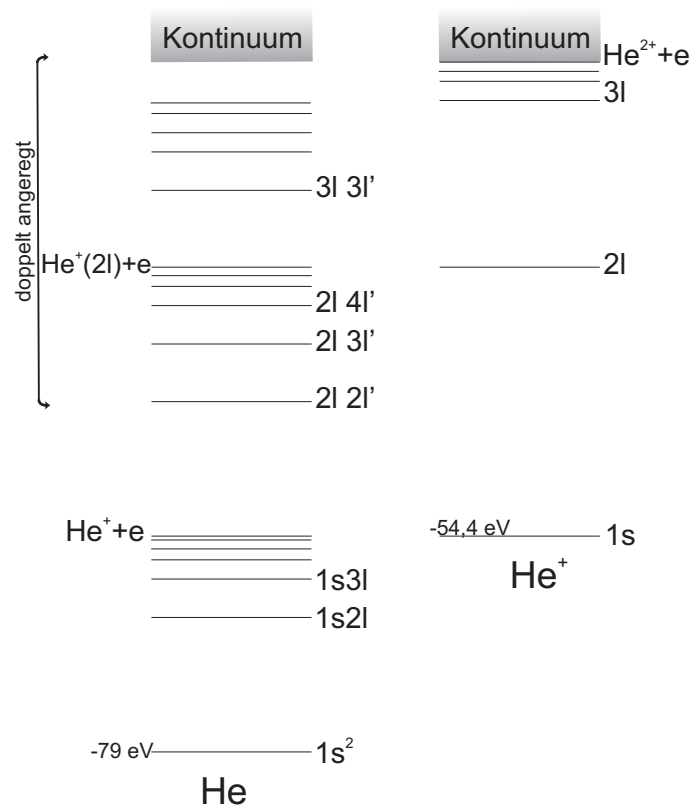 Kontinuum
Kontinuum
He²⁺+e
3l
3l 3l’
doppelt angeregt
He⁺(2l)+e
2l
2l 4l’
2l 3l’
2l 2l’
He⁺+e
-54,4 eV
1s
1s3l
He⁺
1s2l
-79 eV
1s²
He